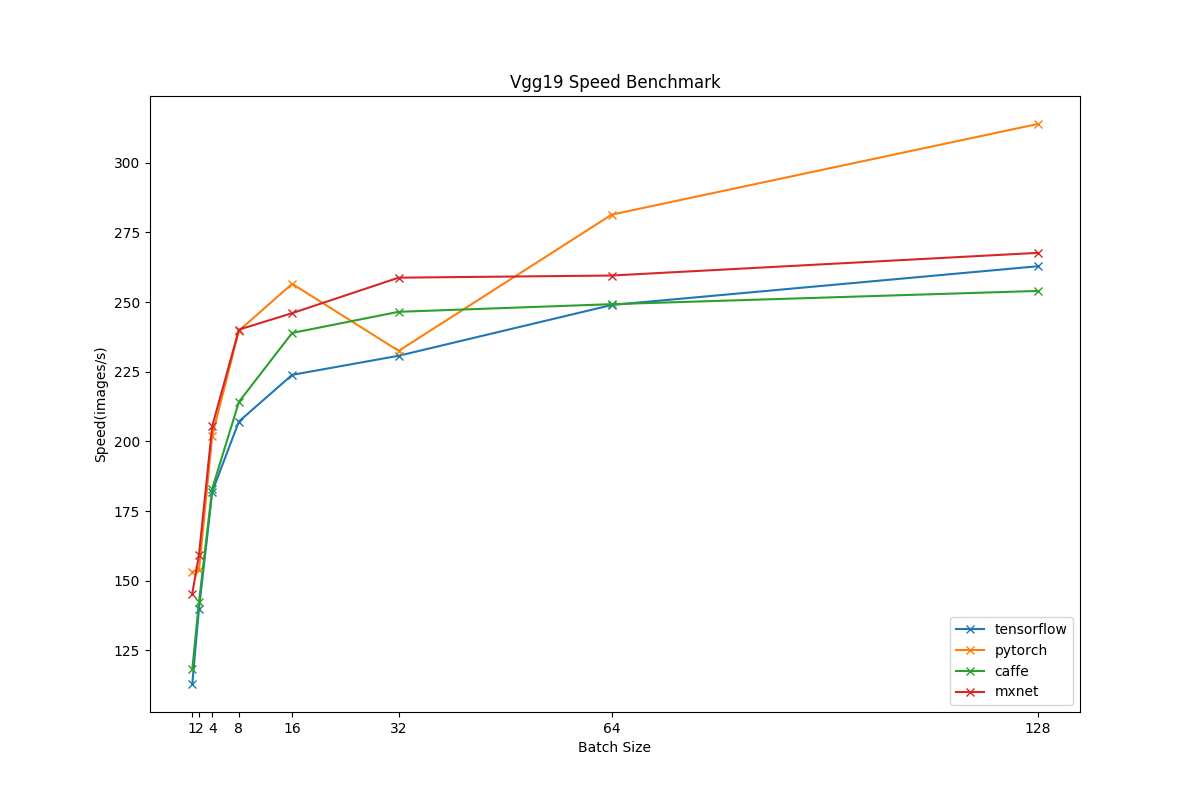 Vgg19 Speed Benchmark
300
275
250
225
200
175
150
125
Speed(images/s)
tensorflow
pytorch
caffe
mxnet
1 2 4 8 16 32 64 128
Batch Size